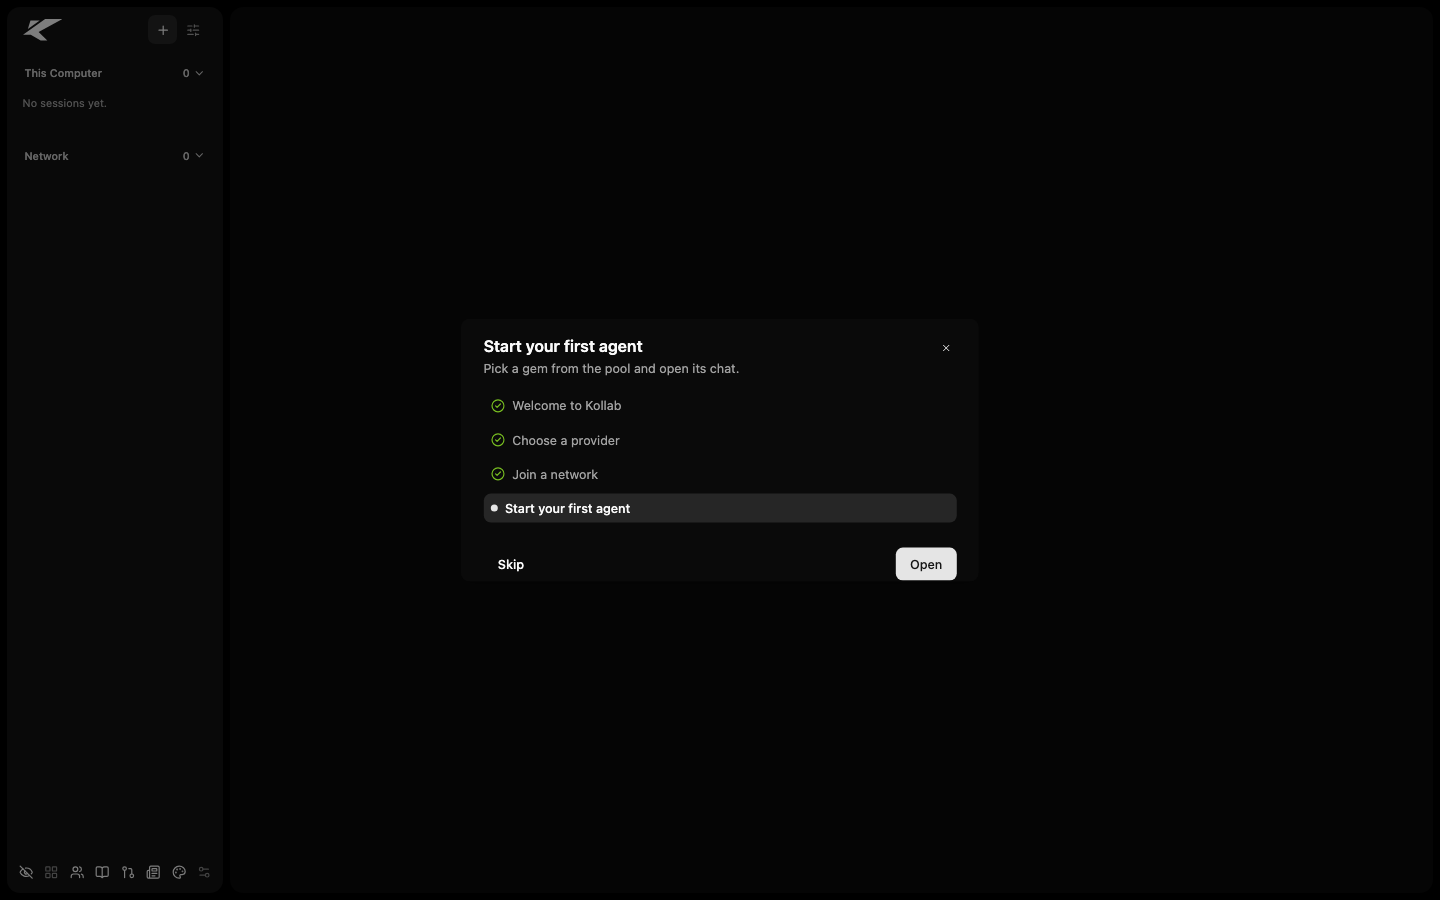 This Computer 0
No sessions yet.
Network 0
Start your first agent
Pick a gem from the pool and open its chat.
Welcome to Kollab
Choose a provider
Join a network
Start your first agent
Skip Open